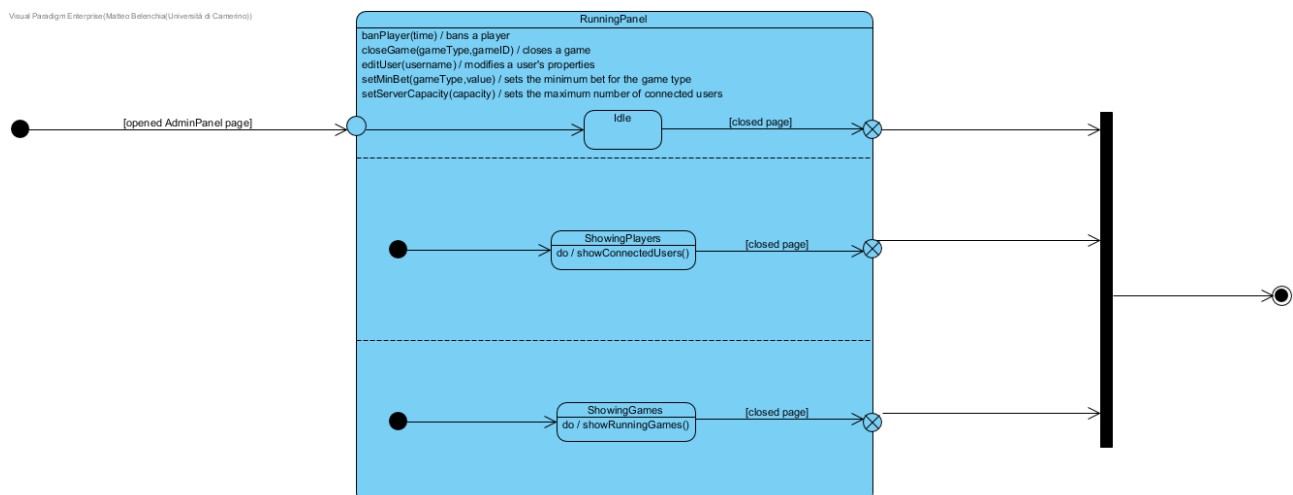 Visual Paradigm Enterprise(Matteo Belenchia(Università di Camerino))
RunningPanel
banPlayer(time) / bans a player
closeGame(gameType,gameID) / closes a game
editUser(username) / modifies a user's properties
setMinBet(gameType,value) / sets the minimum bet for the game type
setServerCapacity(capacity) / sets the maximum number of connected users
[opened AdminPanel page]
Idle
[closed page]
ShowingPlayers
do / showConnectedUsers()
[closed page]
ShowingGames
do / showRunningGames()
[closed page]